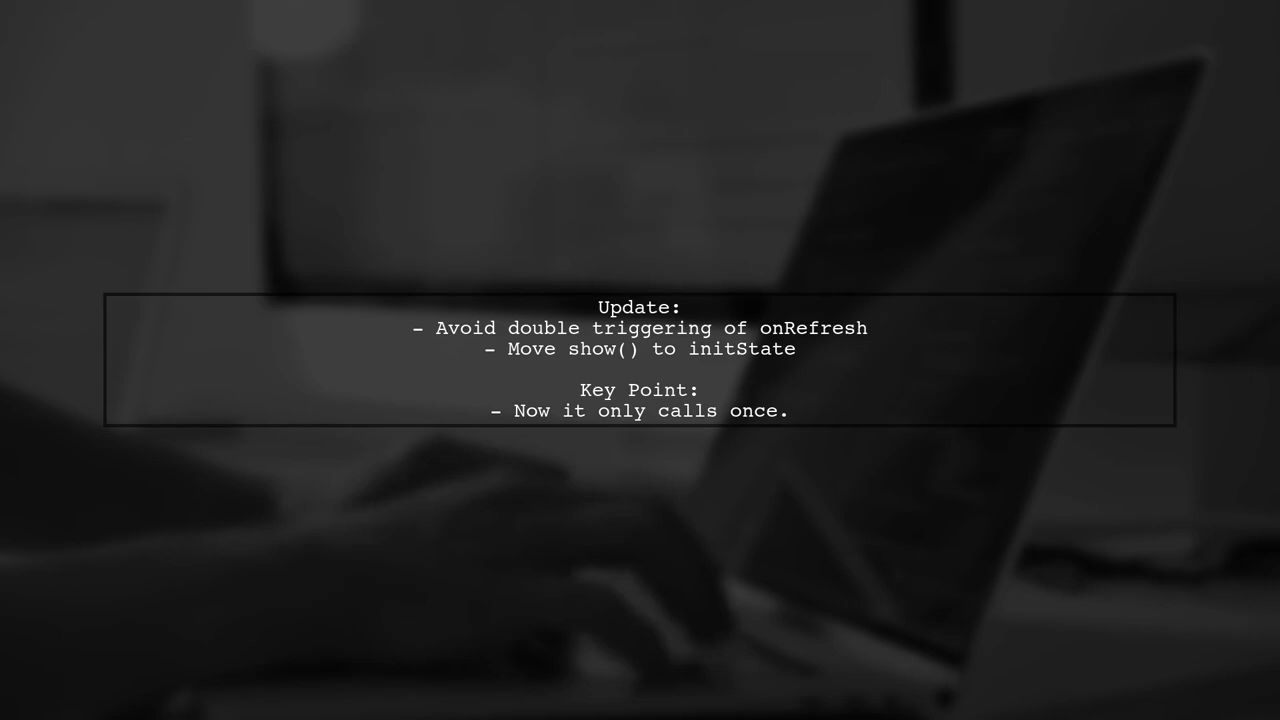 Update:
- Avoid double triggering of onRefresh
- Move show() to initState
Key Point:
- Now it only calls once.